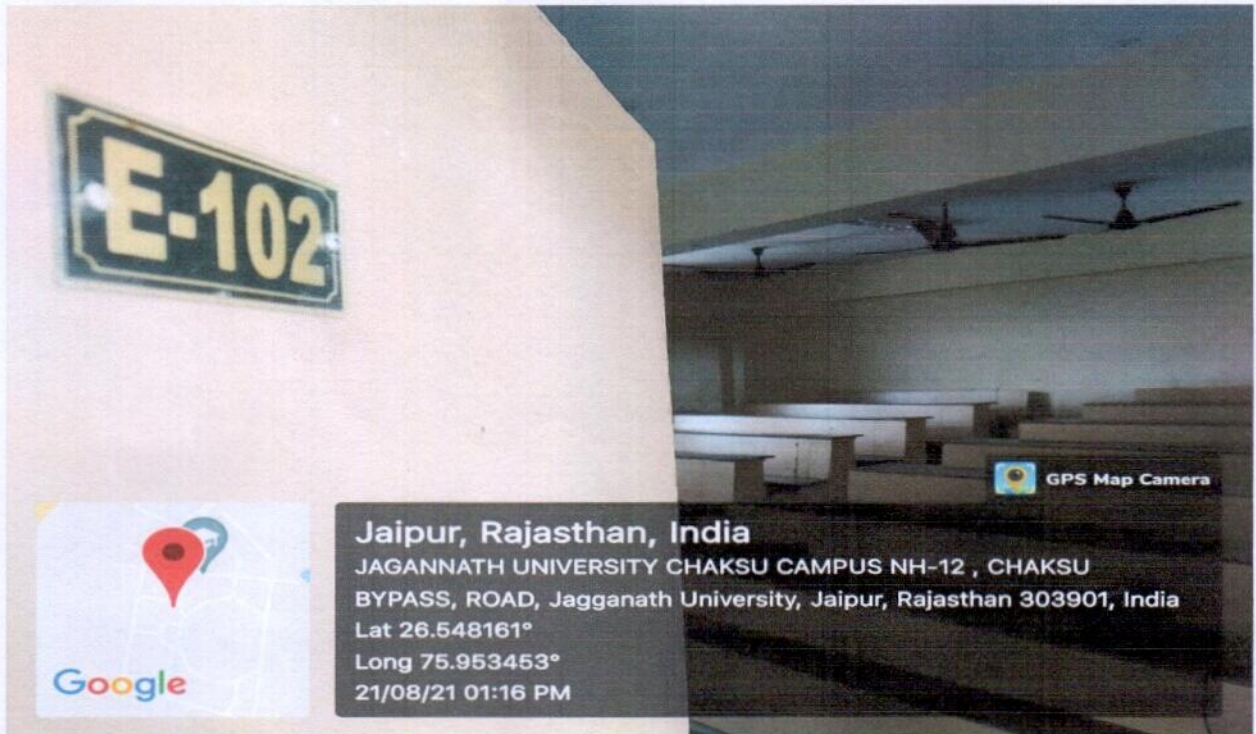 E-102
GPS Map Camera
Jaipur, Rajasthan, India
JAGANNATH UNIVERSITY CHAKSU CAMPUS NH-12 , CHAKSU
BYPASS, ROAD, Jagganath University, Jaipur, Rajasthan 303901, India
Lat 26.548161°
Long 75.953453°
21/08/21 01:16 PM
Google